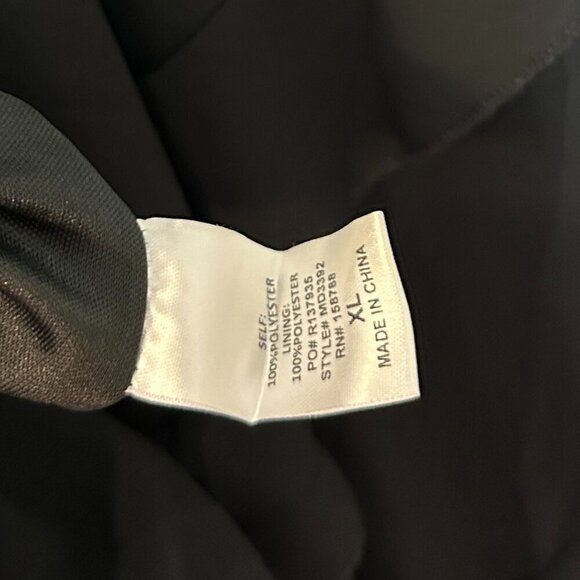 SELF:
100%POLYESTER
LINING:
100%POLYESTER
PO# R137935
STYLE# MD3392
RN# 158788
XL
MADE IN CHINA